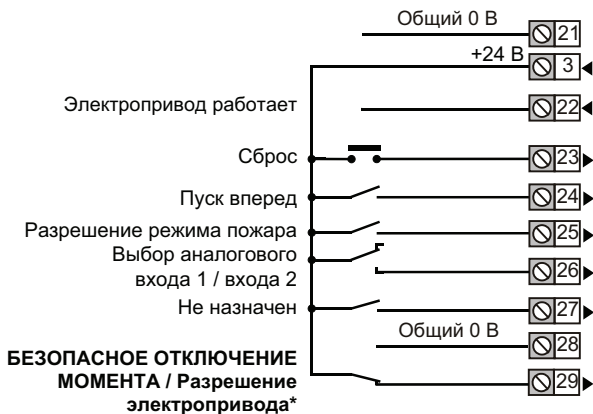 Общий 0 В
21
+24 В
3
Электропривод работает
22
Сброс
23
Пуск вперед
24
Разрешение режима пожара
25
Выбор аналогового
входа 1 / входа 2
26
Не назначен
27
Общий 0 В
28
БЕЗОПАСНОЕ ОТКЛЮЧЕНИЕ
МОМЕНТА / Разрешение
электропривода*
29